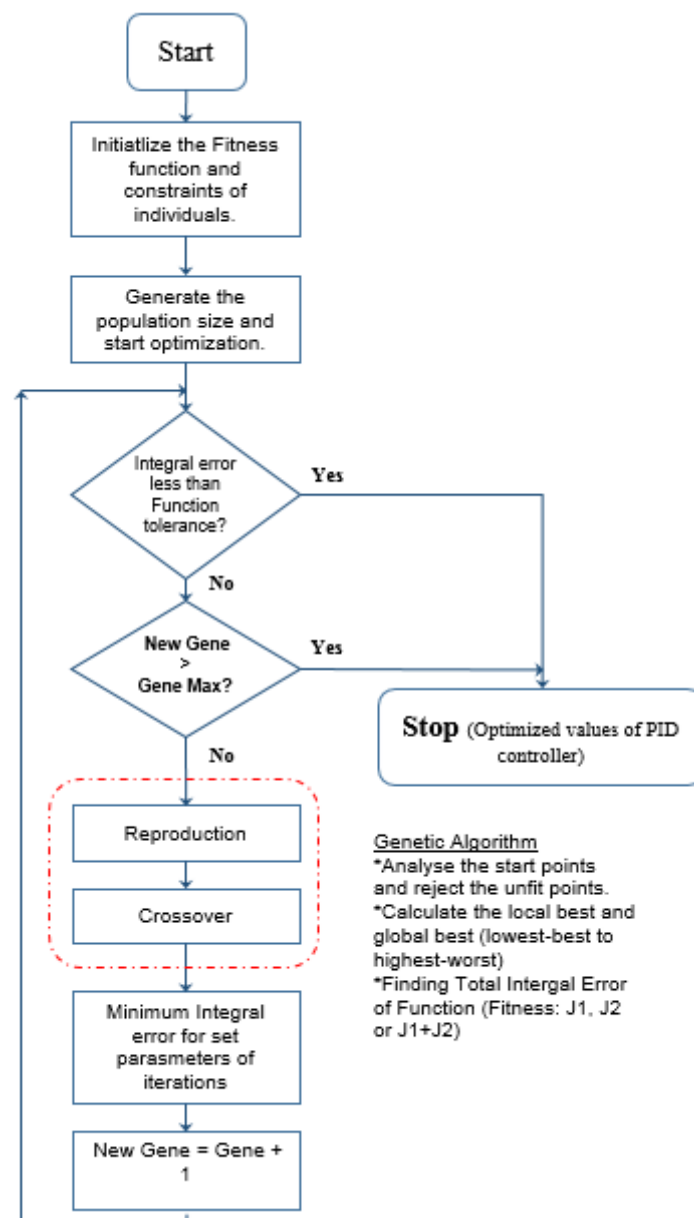 Start
Initiatlize the Fitness
function and
constraints of
individuals.
Generate the
population size and
start optimization.
Integral error
less than
Function
tolerance?
Yes
No
New Gene
>
Gene Max?
Yes
No
Stop (Optimized values of PID
controller)
Reproduction
Crossover
Genetic Algorithm
*Analyse the start points
and reject the unfit points.
*Calculate the local best and
global best (lowest-best to
highest-worst)
*Finding Total Intergal Error
of Function (Fitness: J1, J2
or J1+J2)
Minimum Integral
error for set
parasmeters of
iterations
New Gene = Gene +
1